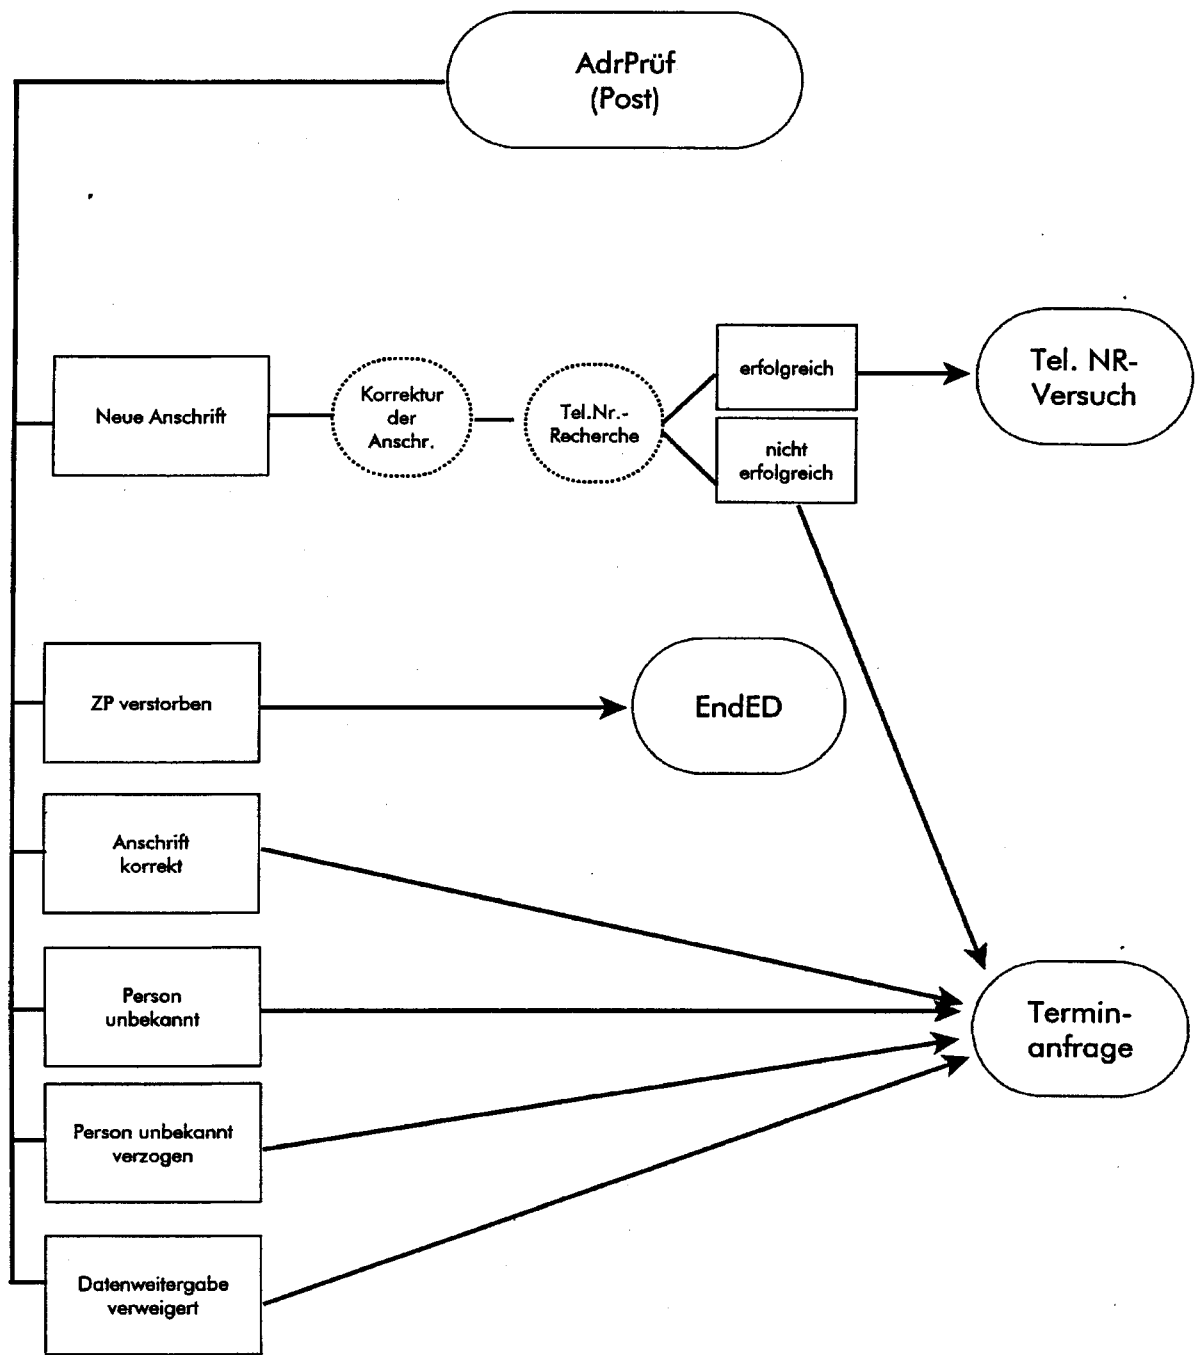 AdrPrüf
(Post)
Neue Anschrift
Korrektur
der
Anschr.
Tel.Nr.-
Recherche
erfolgreich
nicht
erfolgreich
Tel. NR-
Versuch
ZP verstorben
EndED
Anschrift
korrekt
Person
unbekannt
Termin-
anfrage
Person unbekannt
verzogen
Datenweitergabe
verweigert